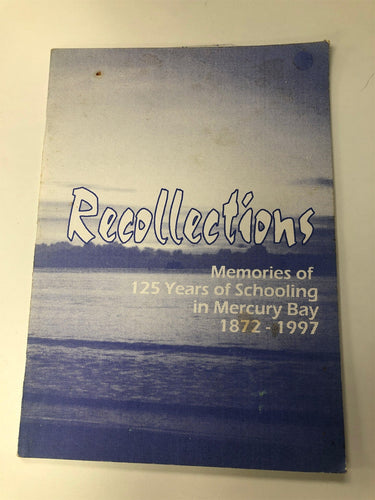 Recollections
Memories of
125 Years of Schooling
in Mercury Bay
1872 - 1997